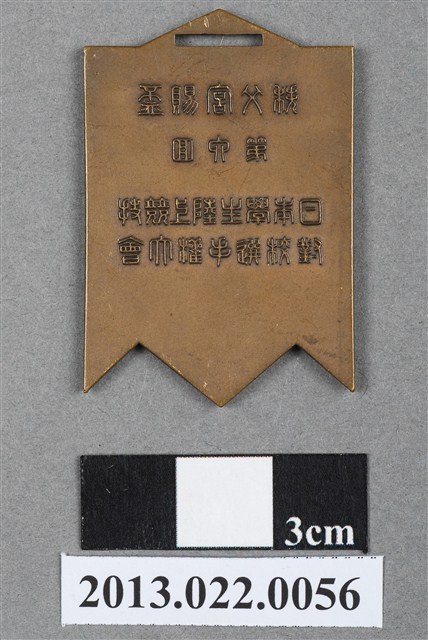 秩父宮賜盃
第六回
日本學生陸上競技
對校選手權大會
3cm
2013.022.0056